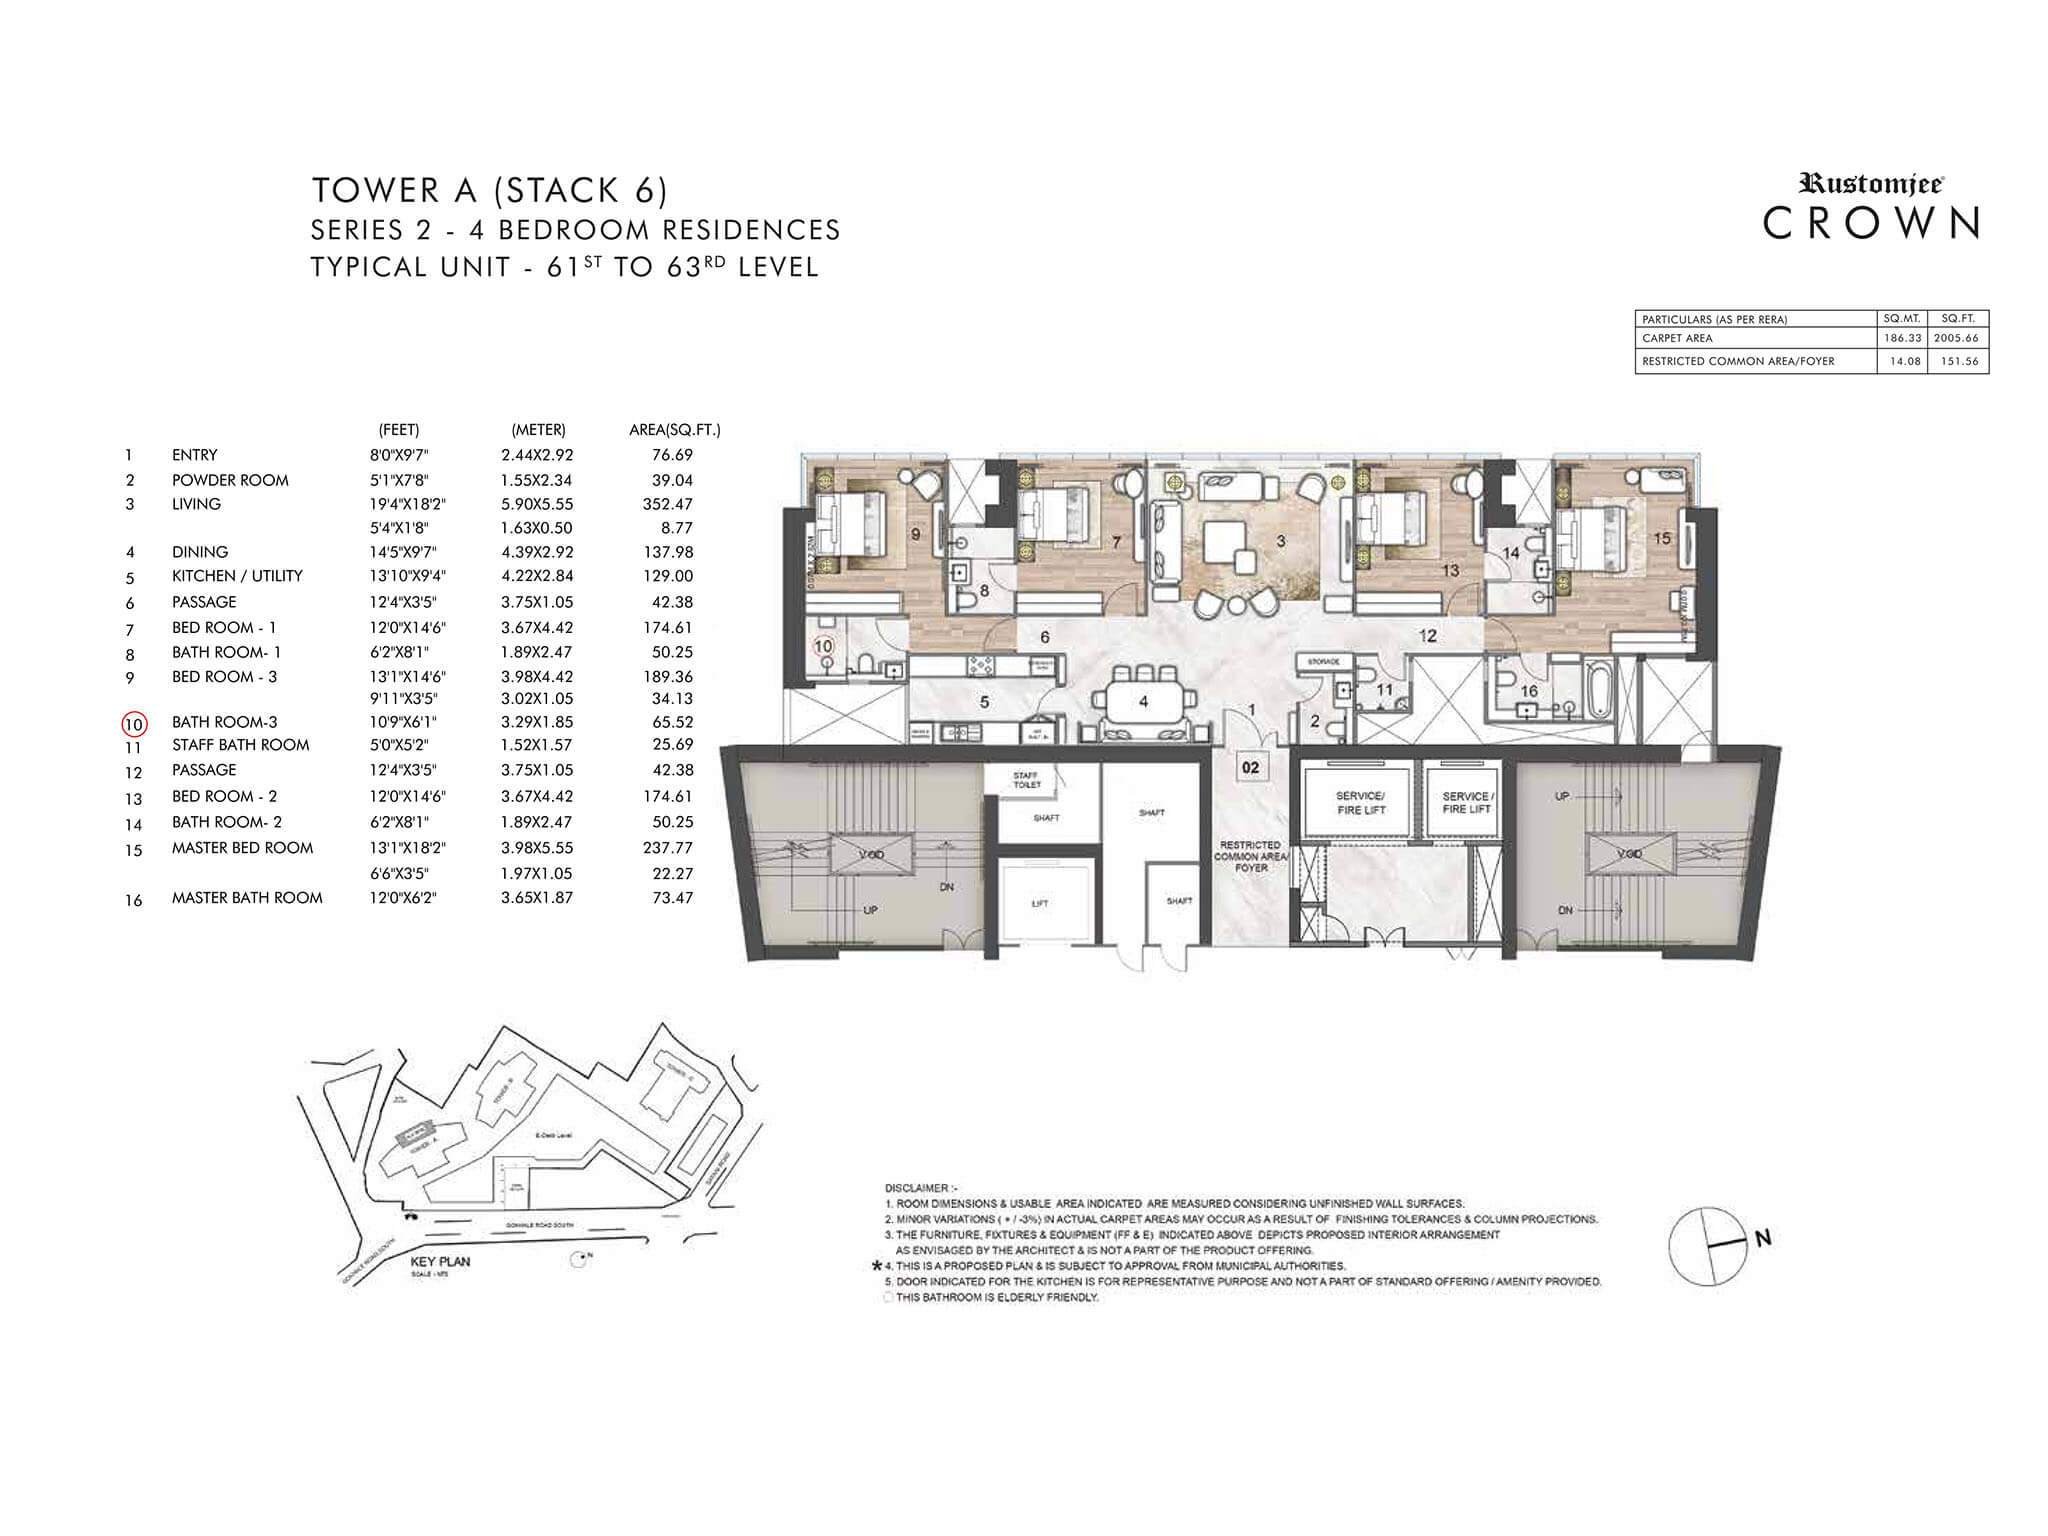 TOWER A (STACK 6)
SERIES 2 - 4 BEDROOM RESIDENCES
TYPICAL UNIT - 61ST TO 63RD LEVEL
Rustomjee
CROWN
PARTICULARS (AS PER RERA) SQ.MT. SQ.FT.
CARPET AREA 186.33 2005.66
RESTRICTED COMMON AREA/FOYER 14.08 151.56
(FEET) (METER) AREA(SQ.FT.)
1 ENTRY 8'0"X9'7" 2.44X2.92 76.69
2 POWDER ROOM 5'1"X7'8" 1.55X2.34 39.04
3 LIVING 19'4"X18'2" 5.90X5.55 352.47
5'4"X1'8" 1.63X0.50 8.77
4 DINING 14'5"X9'7" 4.39X2.92 137.98
5 KITCHEN / UTILITY 13'10"X9'4" 4.22X2.84 129.00
6 PASSAGE 12'4"X3'5" 3.75X1.05 42.38
7 BED ROOM - 1 12'0"X14'6" 3.67X4.42 174.61
8 BATH ROOM- 1 6'2"X8'1" 1.89X2.47 50.25
9 BED ROOM - 3 13'1"X14'6" 3.98X4.42 189.36
9'11"X3'5" 3.02X1.05 34.13
10 BATH ROOM-3 10'9"X6'1" 3.29X1.85 65.52
11 STAFF BATH ROOM 5'0"X5'2" 1.52X1.57 25.69
12 PASSAGE 12'4"X3'5" 3.75X1.05 42.38
13 BED ROOM - 2 12'0"X14'6" 3.67X4.42 174.61
14 BATH ROOM- 2 6'2"X8'1" 1.89X2.47 50.25
15 MASTER BED ROOM 13'1"X18'2" 3.98X5.55 237.77
6'6"X3'5" 1.97X1.05 22.27
16 MASTER BATH ROOM 12'0"X6'2" 3.65X1.87 73.47
9
7
3
13
14
15
8
10
6
12
STORAGE
5
4
1
2
11
16
02
STAFF
TOILET
SHAFT
SHAFT
SHAFT
LIFT
VOID
DN
UP
RESTRICTED
COMMON AREA/
FOYER
SERVICE/
FIRE LIFT
SERVICE /
FIRE LIFT
UP
VOID
DN
TOWER - B
TOWER - C
TOWER - A
E-Deck Level
SAYANI ROAD
GOKHALE ROAD SOUTH
GOKHALE ROAD SOUTH
KEY PLAN
SCALE - NTS
N
DISCLAIMER :-
1. ROOM DIMENSIONS & USABLE AREA INDICATED ARE MEASURED CONSIDERING UNFINISHED WALL SURFACES.
2. MINOR VARIATIONS ( + / -3%) IN ACTUAL CARPET AREAS MAY OCCUR AS A RESULT OF FINISHING TOLERANCES & COLUMN PROJECTIONS.
3. THE FURNITURE, FIXTURES & EQUIPMENT (FF & E) INDICATED ABOVE DEPICTS PROPOSED INTERIOR ARRANGEMENT
AS ENVISAGED BY THE ARCHITECT & IS NOT A PART OF THE PRODUCT OFFERING.
* 4. THIS IS A PROPOSED PLAN & IS SUBJECT TO APPROVAL FROM MUNICIPAL AUTHORITIES.
5. DOOR INDICATED FOR THE KITCHEN IS FOR REPRESENTATIVE PURPOSE AND NOT A PART OF STANDARD OFFERING / AMENITY PROVIDED.
THIS BATHROOM IS ELDERLY FRIENDLY.
N